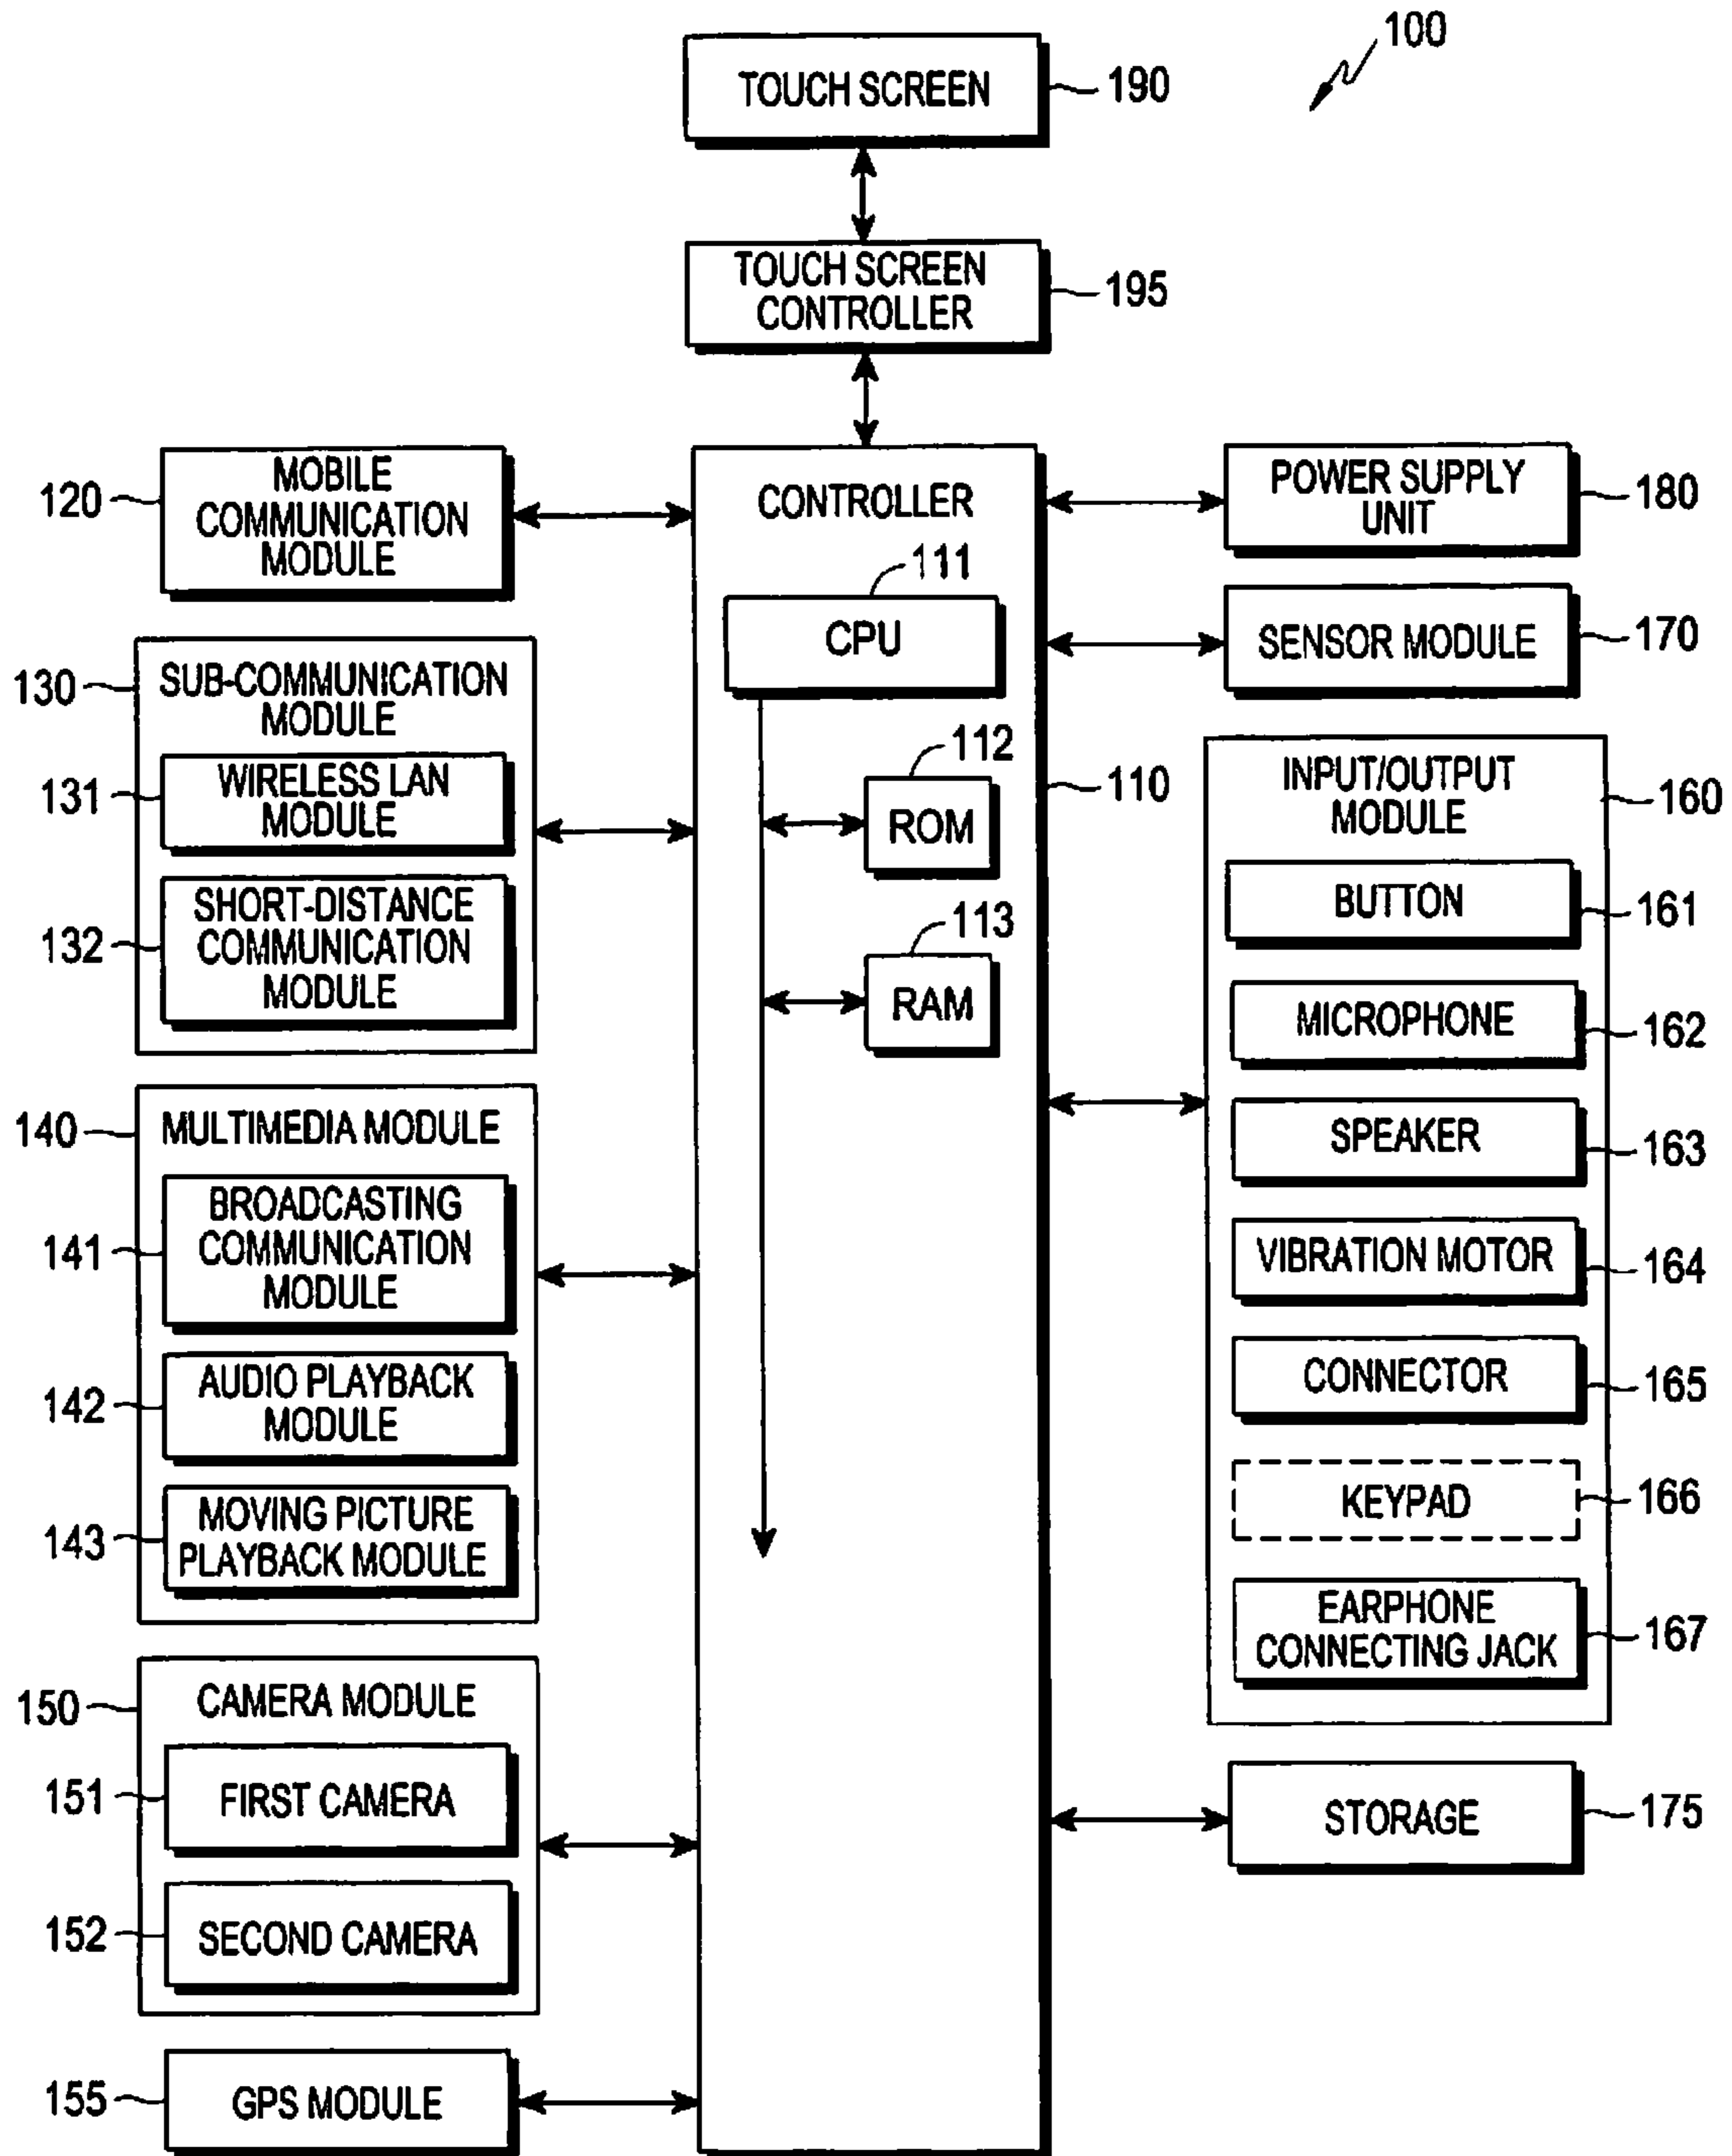 100
TOUCH SCREEN
190
TOUCH SCREEN
CONTROLLER
195
120
MOBILE
COMMUNICATION
MODULE
130
SUB-COMMUNICATION
MODULE
131
WIRELESS LAN
MODULE
132
SHORT-DISTANCE
COMMUNICATION
MODULE
140
MULTIMEDIA MODULE
141
BROADCASTING
COMMUNICATION
MODULE
142
AUDIO PLAYBACK
MODULE
143
MOVING PICTURE
PLAYBACK MODULE
150
CAMERA MODULE
151
FIRST CAMERA
152
SECOND CAMERA
155
GPS MODULE
CONTROLLER
110
111
CPU
112
ROM
113
RAM
POWER SUPPLY
UNIT
180
SENSOR MODULE
170
INPUT/OUTPUT
MODULE
160
BUTTON
161
MICROPHONE
162
SPEAKER
163
VIBRATION MOTOR
164
CONNECTOR
165
KEYPAD
166
EARPHONE
CONNECTING JACK
167
STORAGE
175